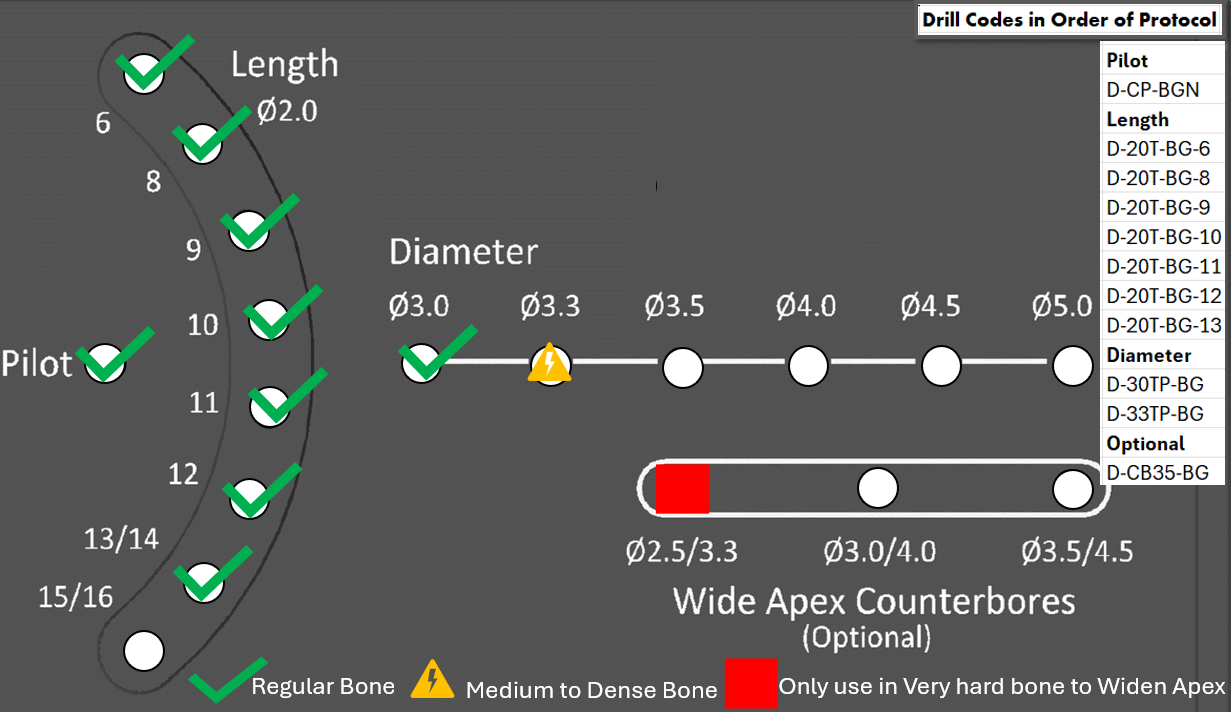 Drill Codes in Order of Protocol
Pilot
D-CP-BGN
Length
D-20T-BG-6
D-20T-BG-8
D-20T-BG-9
D-20T-BG-10
D-20T-BG-11
D-20T-BG-12
D-20T-BG-13
Diameter
D-30TP-BG
D-33TP-BG
Optional
D-CB35-BG
Length
Ø2.0
6
8
9
10
11
12
13/14
15/16
Pilot
Diameter
Ø3.0 Ø3.3 Ø3.5 Ø4.0 Ø4.5 Ø5.0
Ø2.5/3.3 Ø3.0/4.0 Ø3.5/4.5
Wide Apex Counterbores
(Optional)
Regular Bone Medium to Dense Bone Only use in Very hard bone to Widen Apex